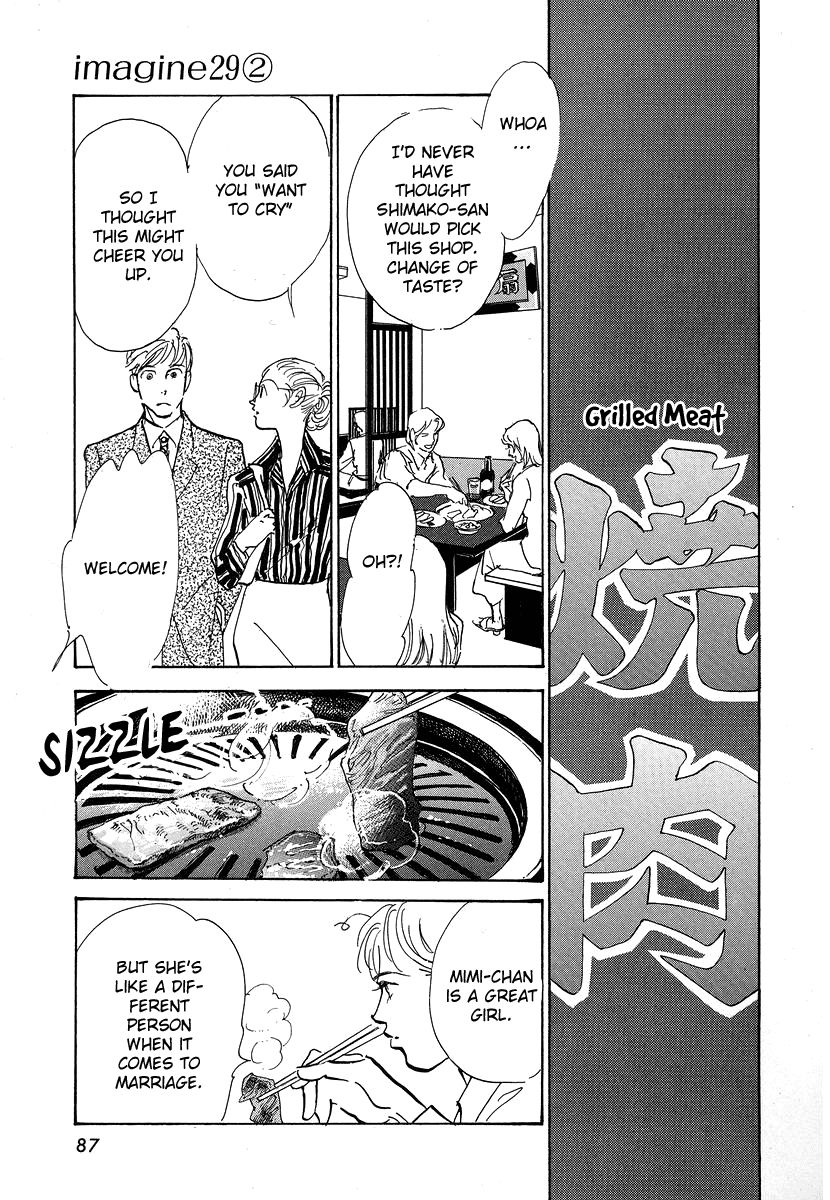 imagine29②
Grilled Meat
焼
肉
WHOA
...
I'D NEVER
HAVE
THOUGHT
SHIMAKO-SAN
WOULD PICK
THIS SHOP.
CHANGE OF
TASTE?
OH?!
YOU SAID
YOU "WANT
TO CRY"
SO I
THOUGHT
THIS MIGHT
CHEER YOU
UP.
WELCOME!
SIZZLE
MIMI-CHAN
IS A GREAT
GIRL.
BUT SHE'S
LIKE A DIF-
FERENT
PERSON
WHEN IT
COMES TO
MARRIAGE.
87